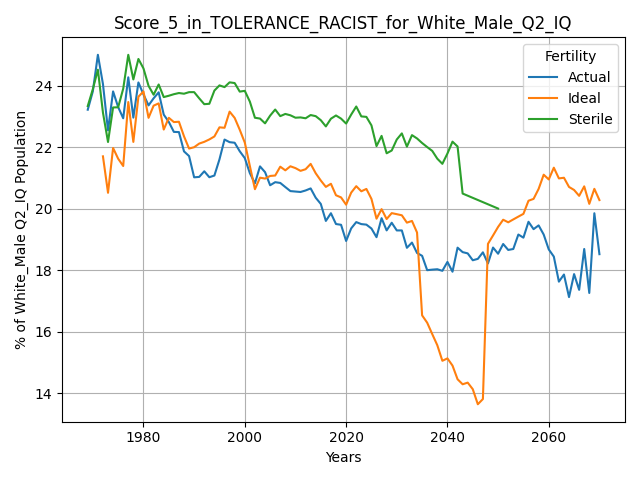 Score_5_in_TOLERANCE_RACIST_for_White_Male_Q2_IQ
% of White_Male Q2_IQ Population
24
22
20
18
16
14
Fertility
Actual
Ideal
Sterile
1980
2000
2020
2040
2060
Years